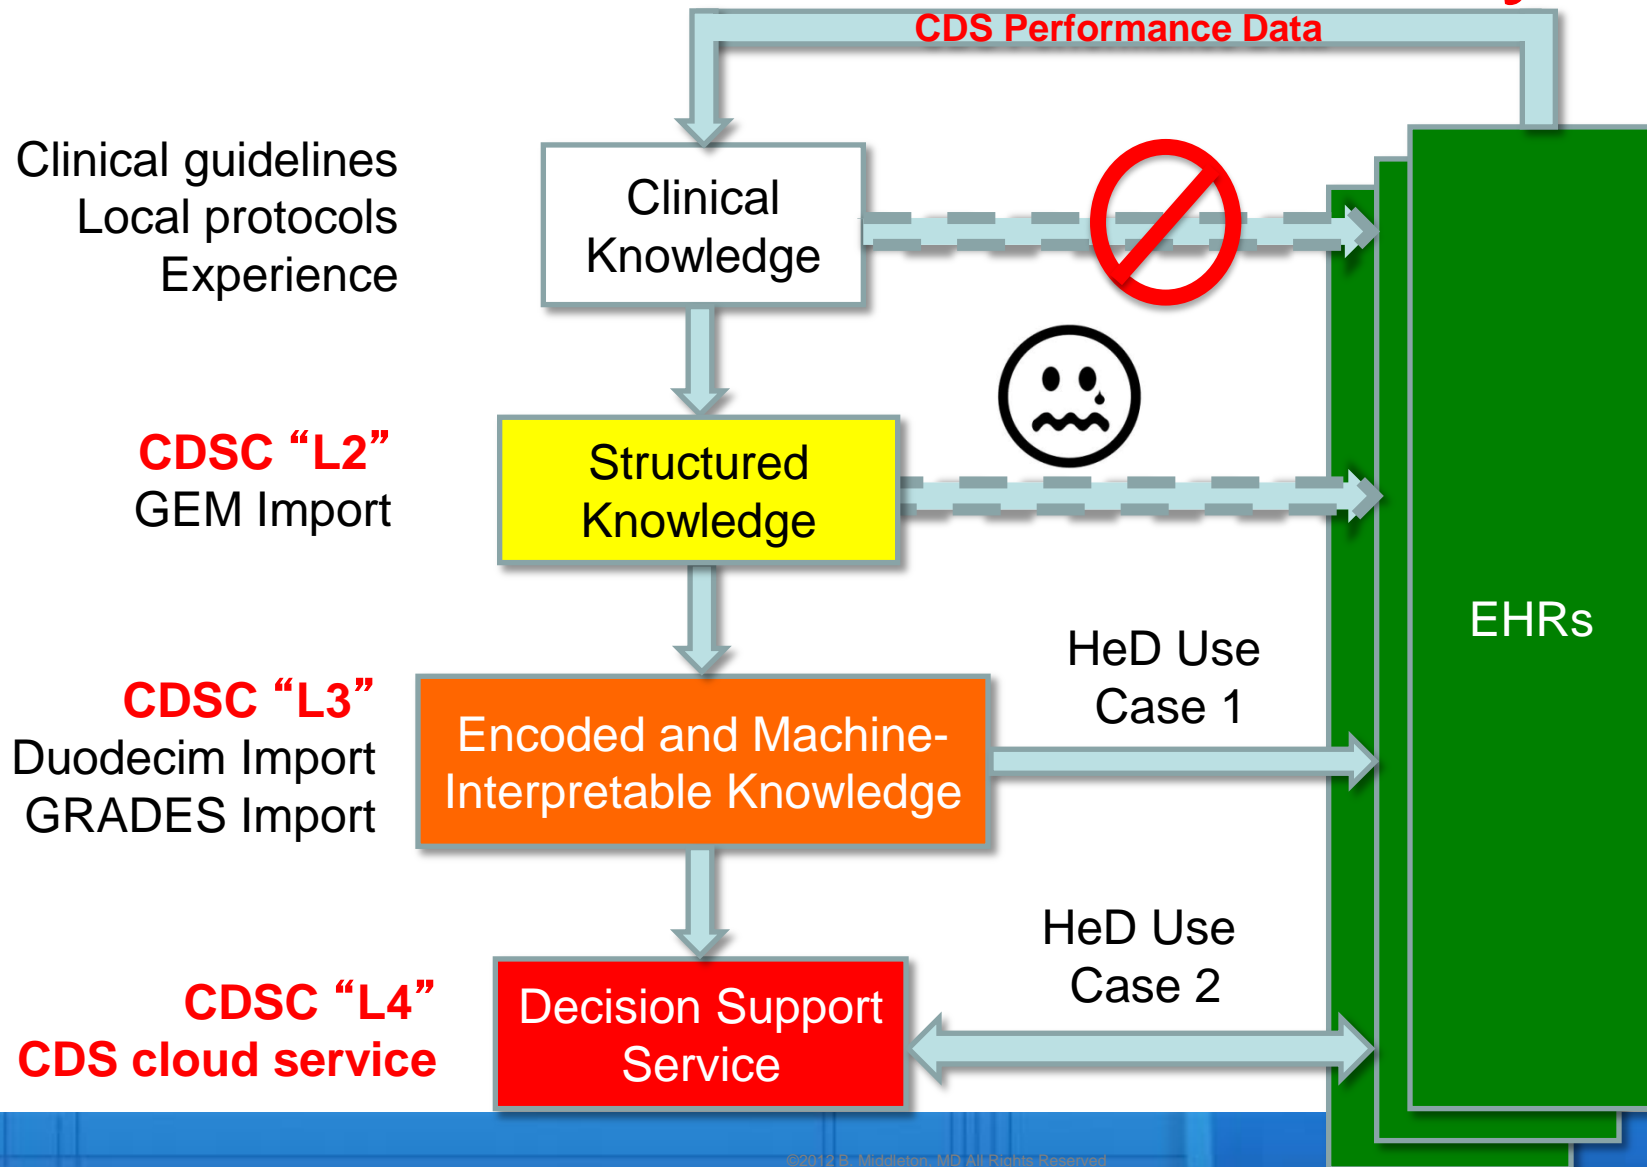 CDS Performance Data
Clinical guidelines
Local protocols
Experience
Clinical
Knowledge
CDSC “L2”
GEM Import
Structured
Knowledge
EHRs
HeD Use
Case 1
CDSC “L3”
Duodecim Import
GRADES Import
Encoded and Machine-
Interpretable Knowledge
HeD Use
Case 2
CDSC “L4”
CDS cloud service
Decision Support
Service
©2012 B. Middleton, MD All Rights Reserved